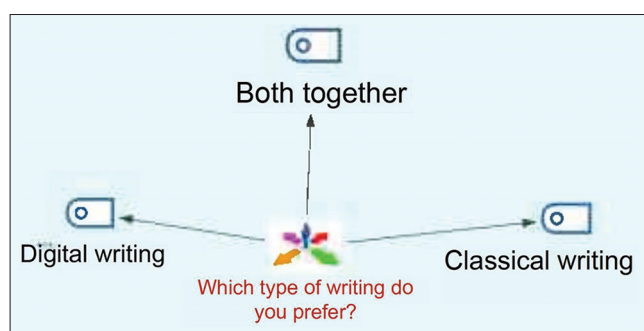 Both together
Digital writing
Classical writing
Which type of writing do
you prefer?